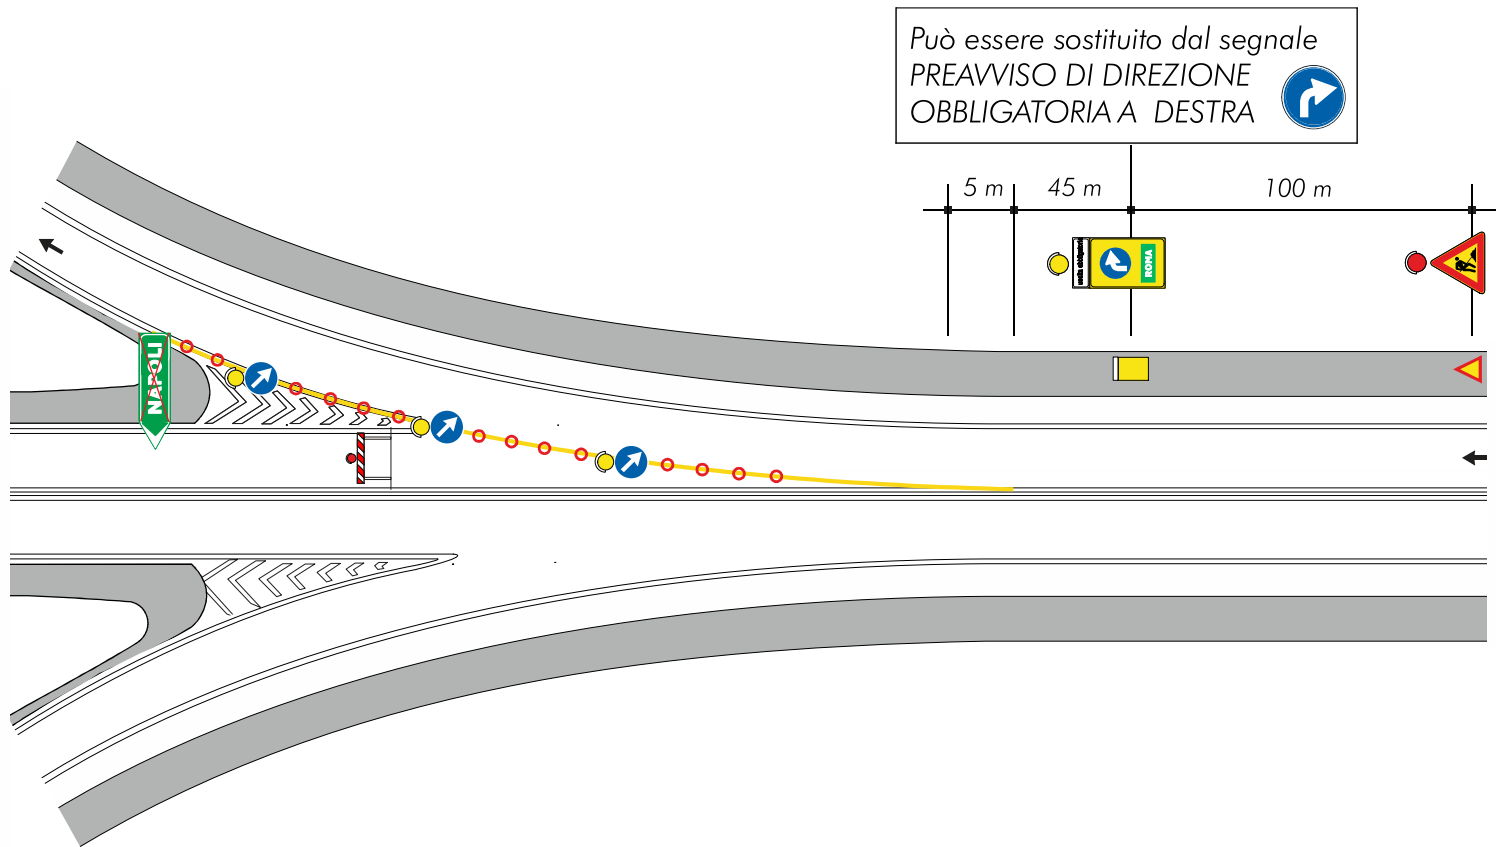 Può essere sostituito dal segnale
PREAVVISO DI DIREZIONE
OBBLIGATORIA A DESTRA
5 m
45 m
100 m
ROMA
NAPOLI